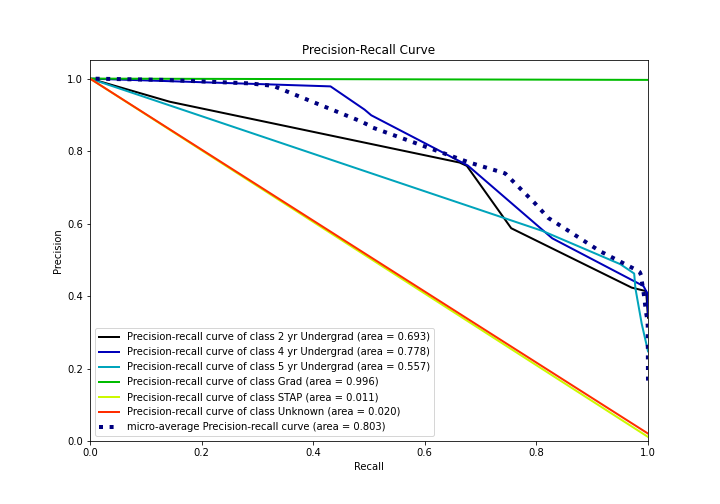 Precision-Recall Curve
1.0
0.8
0.6
0.4
0.2
0.0
Precision
Precision-recall curve of class 2 yr Undergrad (area = 0.693)
Precision-recall curve of class 4 yr Undergrad (area = 0.778)
Precision-recall curve of class 5 yr Undergrad (area = 0.557)
Precision-recall curve of class Grad (area = 0.996)
Precision-recall curve of class STAP (area = 0.011)
Precision-recall curve of class Unknown (area = 0.020)
micro-average Precision-recall curve (area = 0.803)
0.0 0.2 0.4 0.6 0.8 1.0
Recall